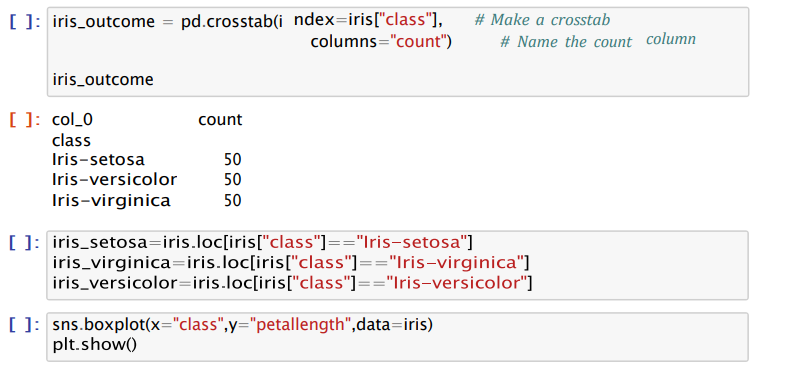 [ ]: iris_outcome = pd.crosstab(i ndex=iris["class"], # Make a crosstab
columns="count") # Name the count column
iris_outcome
[ ]: col_0 count
class
Iris-setosa 50
Iris-versicolor 50
Iris-virginica 50
[ ]: iris_setosa=iris.loc[iris["class"]=="Iris-setosa"]
iris_virginica=iris.loc[iris["class"]=="Iris-virginica"]
iris_versicolor=iris.loc[iris["class"]=="Iris-versicolor"]
[ ]: sns.boxplot(x="class",y="petallength",data=iris)
plt.show()